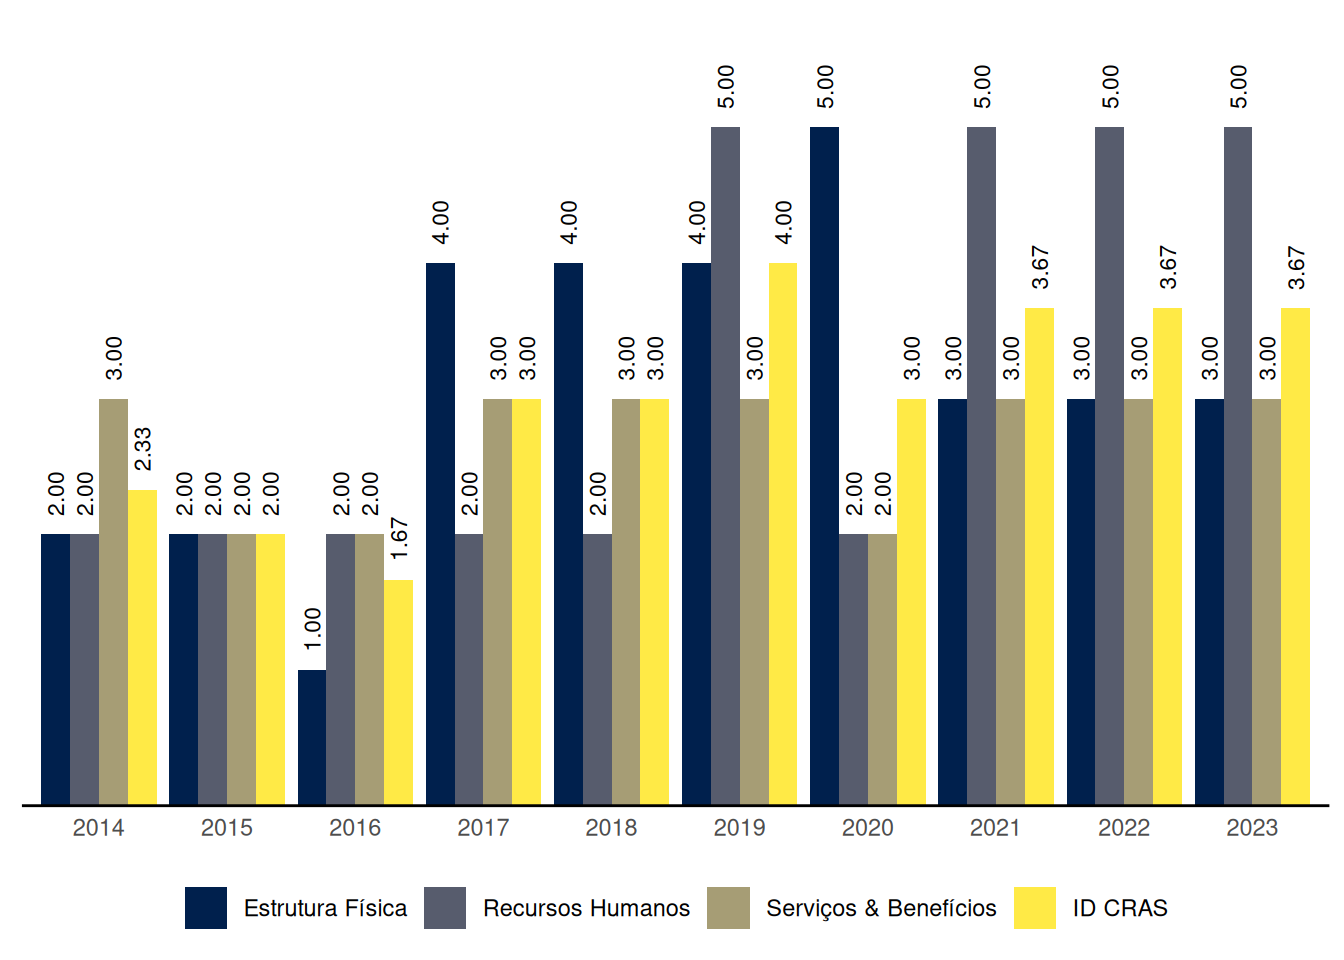 5.00 5.00 5.00 5.00 5.00
4.00 4.00 4.00 4.00
3.67 3.67 3.67
3.00 3.00 3.00 3.00 3.00 3.00 3.00 3.00 3.00 3.00 3.00 3.00 3.00
2.33
2.00 2.00 2.00 2.00 2.00 2.00 2.00 2.00 2.00 2.00 2.00 2.00
1.67
1.00
2014 2015 2016 2017 2018 2019 2020 2021 2022 2023
Estrutura Física Recursos Humanos Serviços & Benefícios ID CRAS